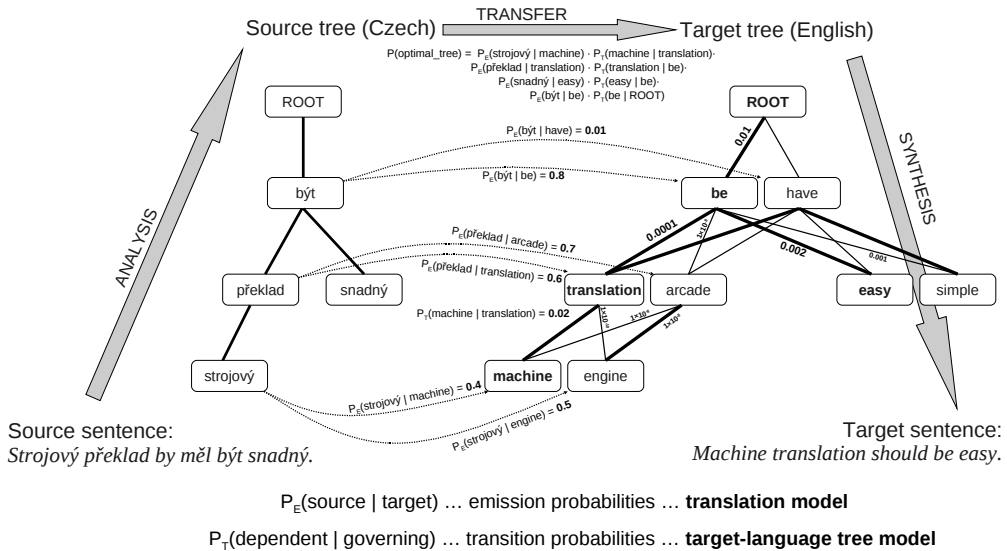 Source tree (Czech)
TRANSFER
Target tree (English)
P(optimal_tree) = P_E(strojový | machine) · P_T(machine | translation)·
P_E(překlad | translation) · P_T(translation | be)·
P_E(snadný | easy) · P_T(easy | be)·
P_E(být | be) · P_T(be | ROOT)
ANALYSIS
SYNTHESIS
ROOT
ROOT
P_E(být | have) = 0.01
0.01
být
P_E(být | be) = 0.8
be
have
0.0001
0.002
0.001
P_E(překlad | arcade) = 0.7
P_E(překlad | translation) = 0.6
překlad
snadný
translation
arcade
easy
simple
P_T(machine | translation) = 0.02
strojový
machine
engine
P_E(strojový | machine) = 0.4
P_E(strojový | engine) = 0.5
Source sentence:
Strojový překlad by měl být snadný.
Target sentence:
Machine translation should be easy.
P_E(source | target) … emission probabilities … translation model
P_T(dependent | governing) … transition probabilities … target-language tree model